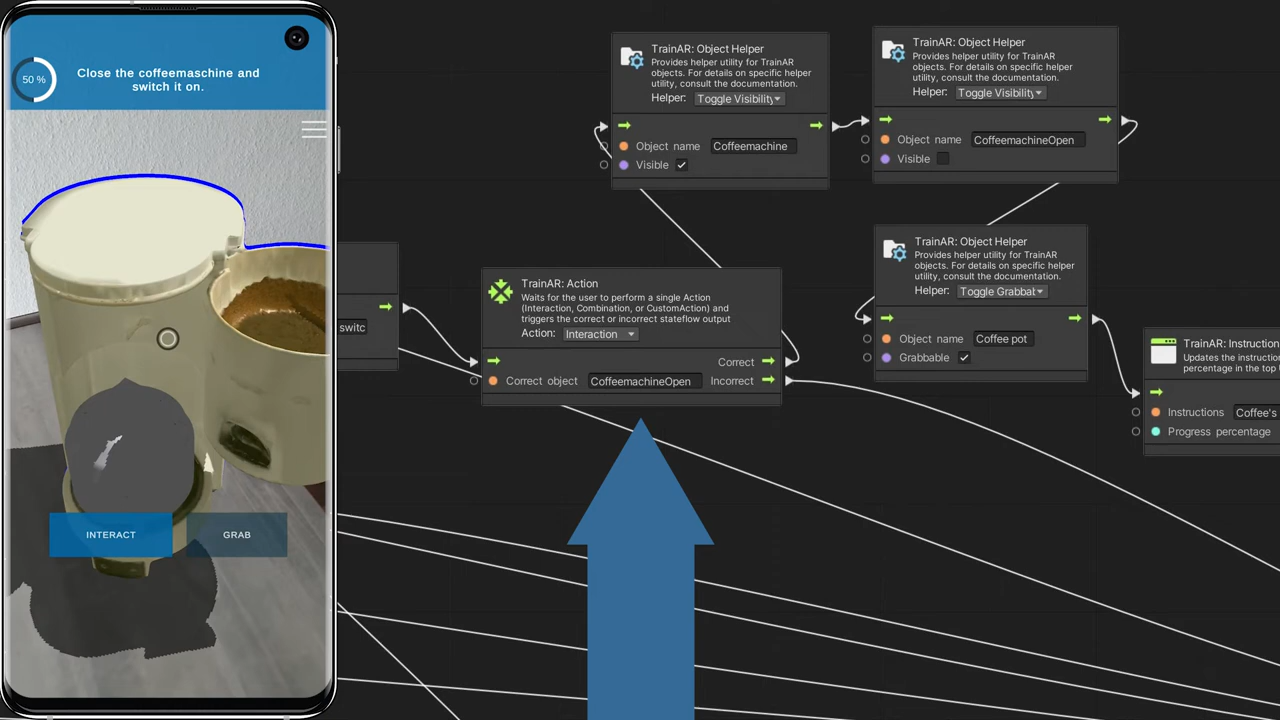 50 %
Close the coffeemaschine and
switch it on.
INTERACT
GRAB
switc
TrainAR: Action
Waits for the user to perform a single Action
(Interaction, Combination, or CustomAction) and
triggers the correct or incorrect stateflow output
Action: Interaction
Correct
Correct object CoffeemachineOpen Incorrect
TrainAR: Object Helper
Provides helper utility for TrainAR
objects. For details on specific helper
utility, consult the documentation.
Helper: Toggle Visibility
Object name Coffeemachine
Visible
TrainAR: Object Helper
Provides helper utility for TrainAR
objects. For details on specific helper
utility, consult the documentation.
Helper: Toggle Visibility
Object name CoffeemachineOpen
Visible
TrainAR: Object Helper
Provides helper utility for TrainAR
objects. For details on specific helper
utility, consult the documentation.
Helper: Toggle Grabbat
Object name Coffee pot
Grabbable
TrainAR: Instruction
Updates the instruction
percentage in the top
Instructions Coffee's
Progress percentage